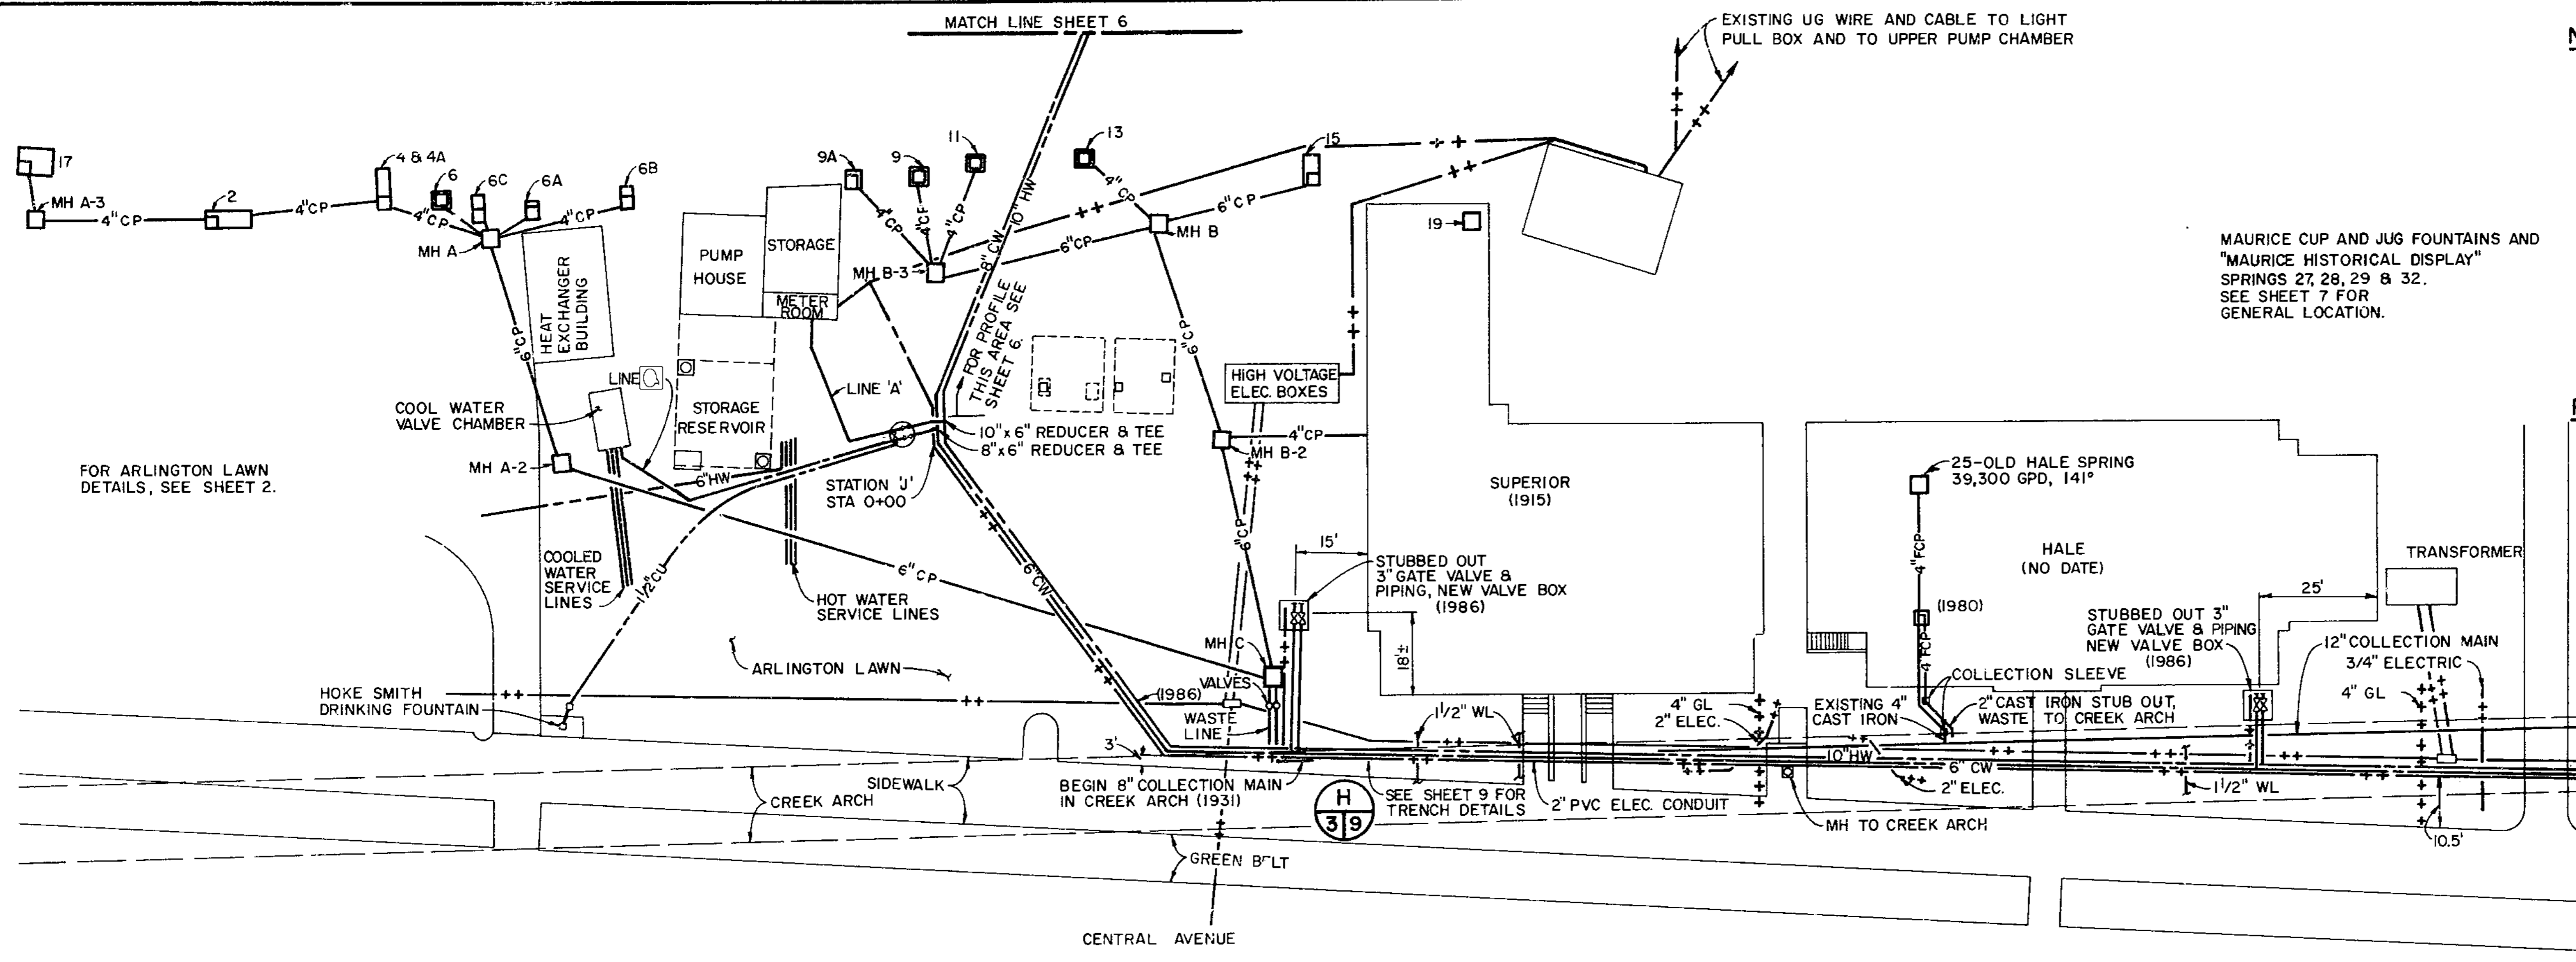 MATCH LINE SHEET 6
EXISTING UG WIRE AND CABLE TO LIGHT
PULL BOX AND TO UPPER PUMP CHAMBER
17
MH A-3
4"CP
2
4"CP
4 & 4A
6
6C
6A
6B
4"CP
4"CP
MH A
9A
9
11
13
15
4"CP
4"CP
4"CP
8" CW
10" HW
4"CP
6"CP
MH B
6"CP
MH B-3
19
PUMP
HOUSE
STORAGE
METER
ROOM
HEAT
EXCHANGER
BUILDING
6"CP
MAURICE CUP AND JUG FOUNTAINS AND
"MAURICE HISTORICAL DISPLAY"
SPRINGS 27, 28, 29 & 32.
SEE SHEET 7 FOR
GENERAL LOCATION.
FOR PROFILE
THIS AREA SEE
SHEET 6.
6"CP
HIGH VOLTAGE
ELEC. BOXES
LINE
LINE 'A'
COOL WATER
VALVE CHAMBER
STORAGE
RESERVOIR
10"x 6" REDUCER & TEE
8"x6" REDUCER & TEE
4"CP
MH B-2
MH A-2
6"HW
STATION 'J'
STA 0+00
FOR ARLINGTON LAWN
DETAILS, SEE SHEET 2.
SUPERIOR
(1915)
25-OLD HALE SPRING
39,300 GPD, 141°
4"FCP
HALE
(NO DATE)
TRANSFORMER
COOLED
WATER
SERVICE
LINES
1 1/2"CU
HOT WATER
SERVICE LINES
6"CP
6"CW
6"CP
15'
STUBBED OUT
3" GATE VALVE &
PIPING, NEW VALVE BOX
(1986)
18'±
(1980)
4"FCP
25'
STUBBED OUT 3"
GATE VALVE & PIPING
NEW VALVE BOX
(1986)
12" COLLECTION MAIN
3/4" ELECTRIC
4" GL
ARLINGTON LAWN
MH C
VALVES
(1986)
WASTE
LINE
HOKE SMITH
DRINKING FOUNTAIN
1 1/2" WL
4" GL
2" ELEC.
EXISTING 4"
CAST IRON
COLLECTION SLEEVE
2" CAST IRON STUB OUT,
WASTE TO CREEK ARCH
3'
10"HW
6" CW
2" ELEC.
1 1/2" WL
10.5'
SIDEWALK
CREEK ARCH
BEGIN 8" COLLECTION MAIN
IN CREEK ARCH (1931)
H
3 9
SEE SHEET 9 FOR
TRENCH DETAILS
2" PVC ELEC. CONDUIT
MH TO CREEK ARCH
GREEN BELT
CENTRAL AVENUE